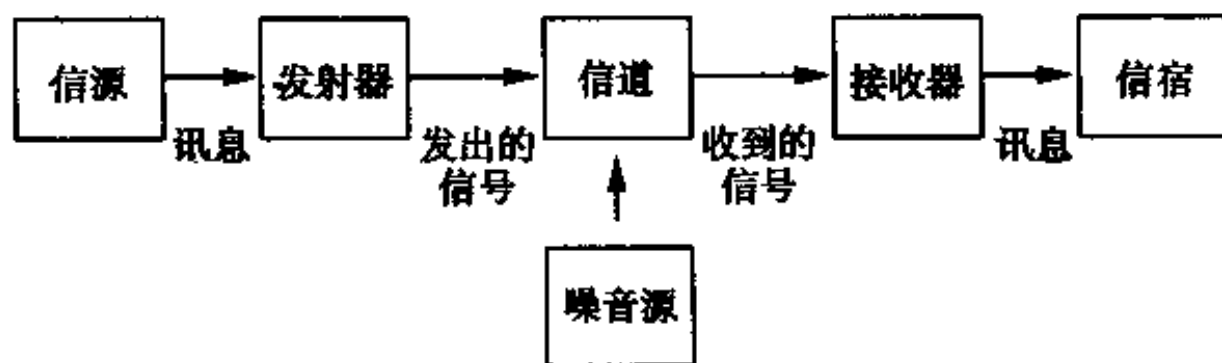 信源
发射器
信道
接收器
信宿
讯息
发出的
信号
收到的
信号
讯息
噪音源